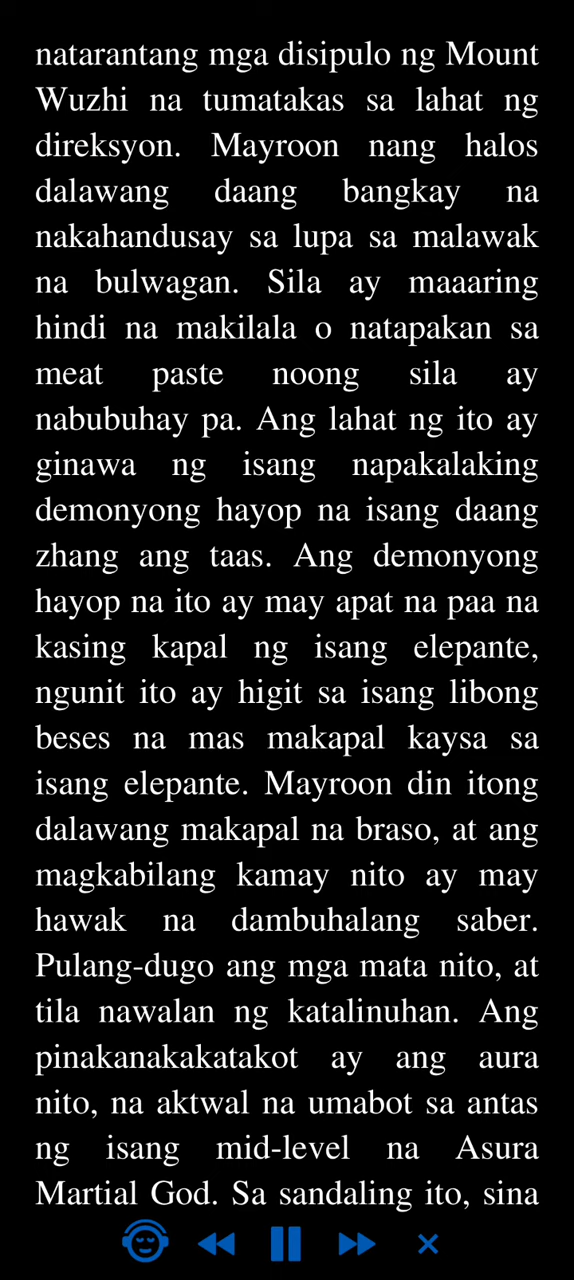 natarantang mga disipulo ng Mount
Wuzhi na tumatakas sa lahat ng
direksyon. Mayroon nang halos
dalawang daang bangkay na
nakahandusay sa lupa sa malawak
na bulwagan. Sila ay maaaring
hindi na makilala o natapakan sa
meat paste noong sila ay
nabubuhay pa. Ang lahat ng ito ay
ginawa ng isang napakalaking
demonyong hayop na isang daang
zhang ang taas. Ang demonyong
hayop na ito ay may apat na paa na
kasing kapal ng isang elepante,
ngunit ito ay higit sa isang libong
beses na mas makapal kaysa sa
isang elepante. Mayroon din itong
dalawang makapal na braso, at ang
magkabilang kamay nito ay may
hawak na dambuhalang saber.
Pulang-dugo ang mga mata nito, at
tila nawalan ng katalinuhan. Ang
pinakanakakatakot ay ang aura
nito, na aktwal na umabot sa antas
ng isang mid-level na Asura
Martial God. Sa sandaling ito, sina